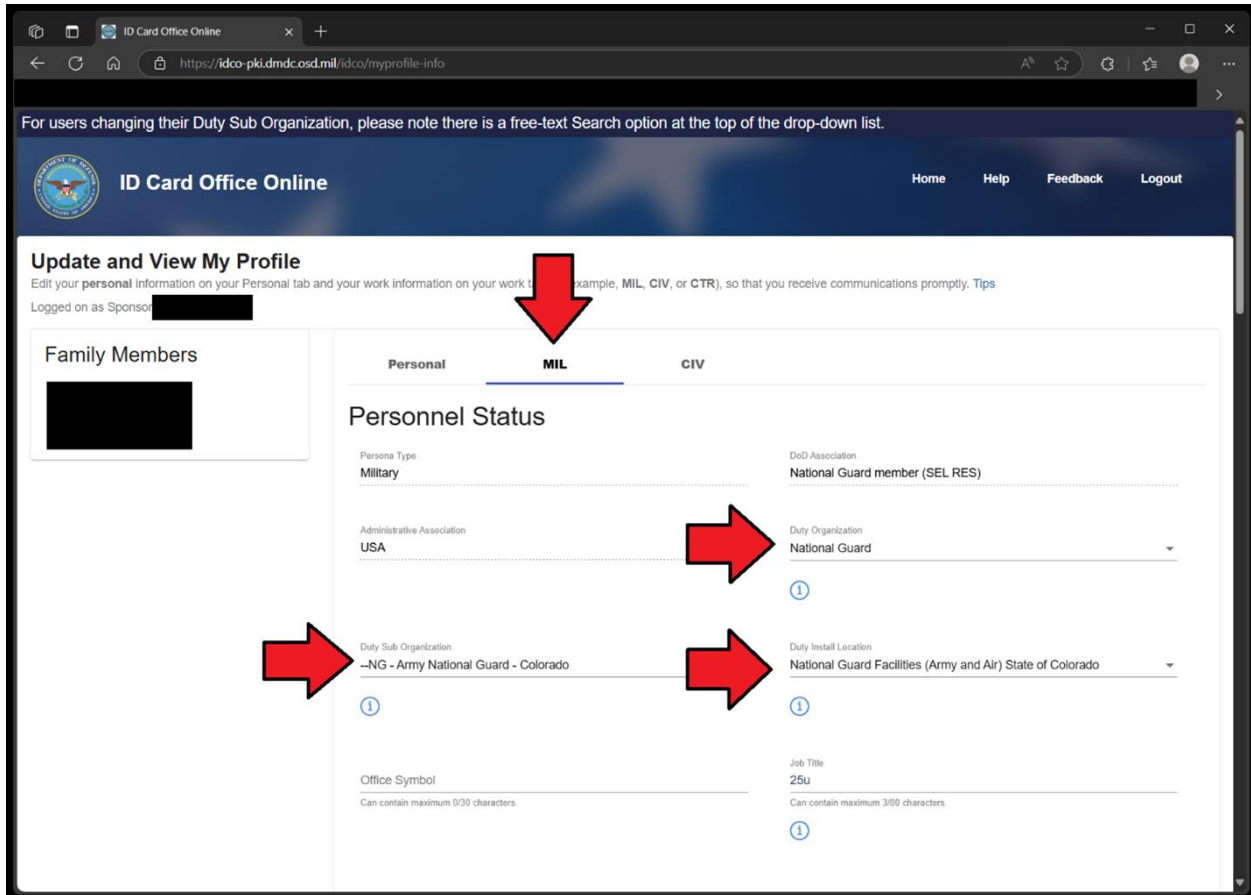 ID Card Office Online
https://idco-pki.dmdc.osd.mil/idco/myprofile-info
For users changing their Duty Sub Organization, please note there is a free-text Search option at the top of the drop-down list.
ID Card Office Online
Home Help Feedback Logout
Update and View My Profile
Edit your personal information on your Personal tab and your work information on your work example, MIL, CIV, or CTR), so that you receive communications promptly. Tips
Logged on as Sponsor
Family Members
Personal MIL CIV
Personnel Status
Persona Type
Military
DoD Association
National Guard member (SEL RES)
Administrative Association
USA
Duty Organization
National Guard
Duty Sub Organization
--NG - Army National Guard - Colorado
Duty Install Location
National Guard Facilities (Army and Air) State of Colorado
Office Symbol
Can contain maximum 0/30 characters.
Job Title
25u
Can contain maximum 3/80 characters.